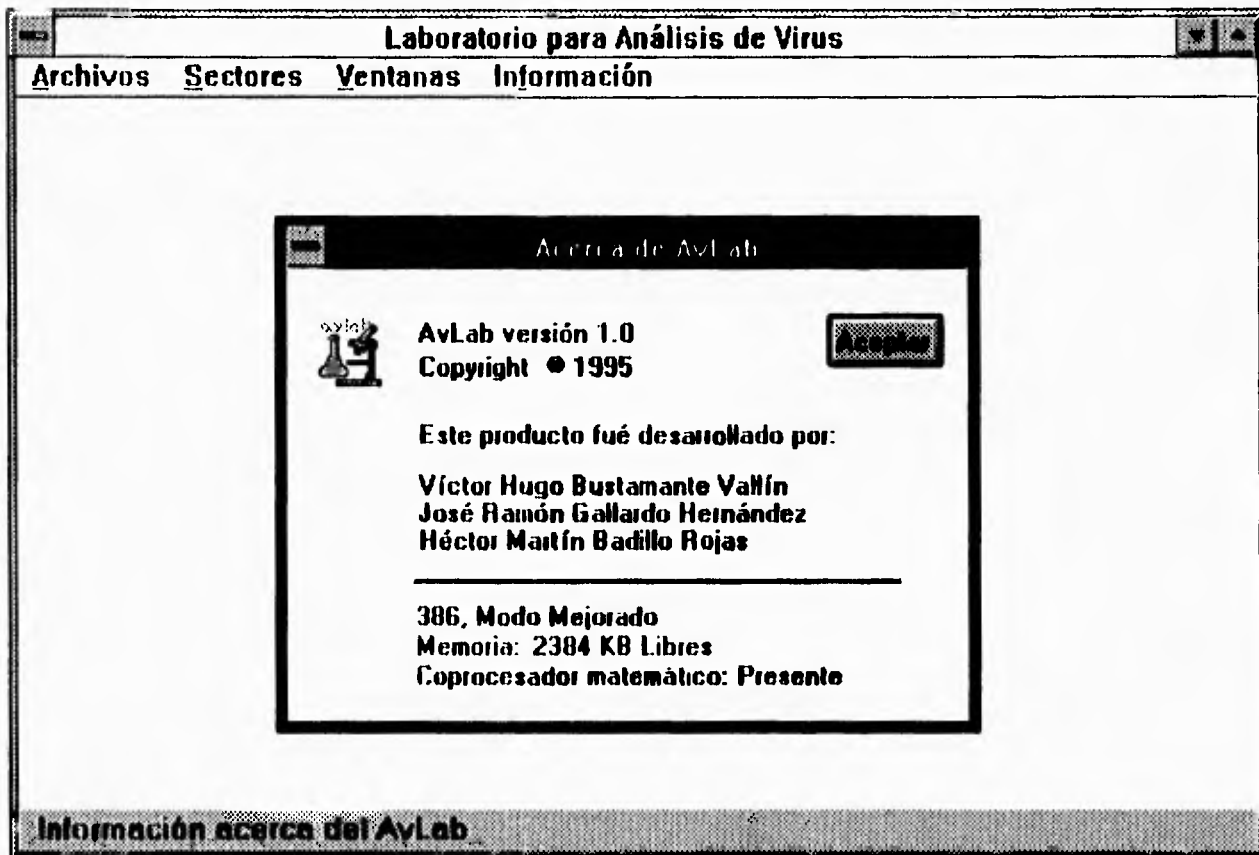 Laboratorio para Análisis de Virus
Archivos Sectores Ventanas Información
Acerca de AvLab
avlab
AvLab versión 1.0
Aceptar
Copyright © 1995
Este producto fué desarrollado por:
Víctor Hugo Bustamante Vallín
José Ramón Gallardo Hernández
Héctor Martín Badillo Rojas
386, Modo Mejorado
Memoria: 2384 KB Libres
Coprocesador matemático: Presente
Información acerca del AvLab